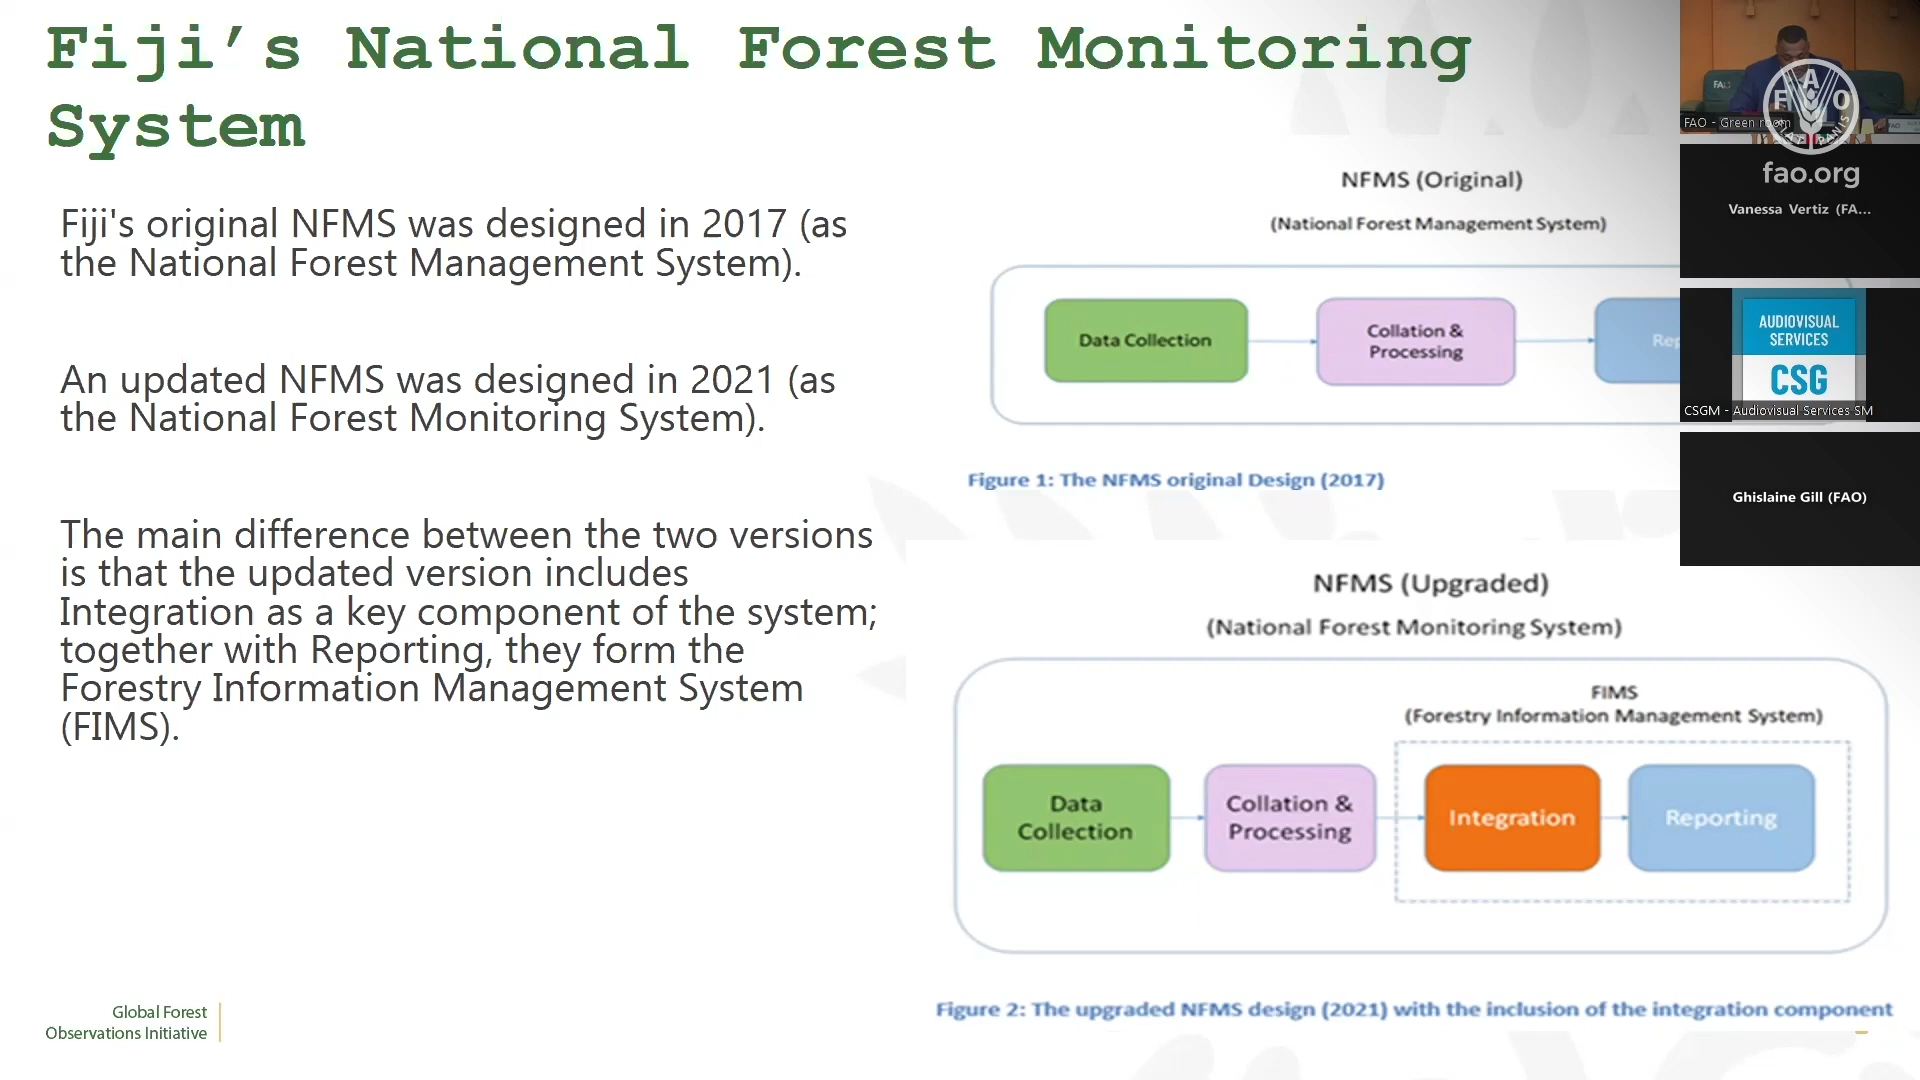 Fiji’s National Forest Monitoring
System
Fiji's original NFMS was designed in 2017 (as
the National Forest Management System).
An updated NFMS was designed in 2021 (as
the National Forest Monitoring System).
The main difference between the two versions
is that the updated version includes
Integration as a key component of the system;
together with Reporting, they form the
Forestry Information Management System
(FIMS).
NFMS (Original)
(National Forest Management System)
Data Collection
Collation &
Processing
Figure 1: The NFMS original Design (2017)
NFMS (Upgraded)
(National Forest Monitoring System)
FIMS
(Forestry Information Management System)
Data
Collection
Collation &
Processing
Integration
Reporting
Figure 2: The upgraded NFMS design (2021) with the inclusion of the integration component
Global Forest
Observations Initiative
FAO - Green room
FAO
fao.org
Vanessa Vertiz (FA...
AUDIOVISUAL
SERVICES
CSG
CSGM - Audiovisual Services SM
Ghislaine Gill (FAO)